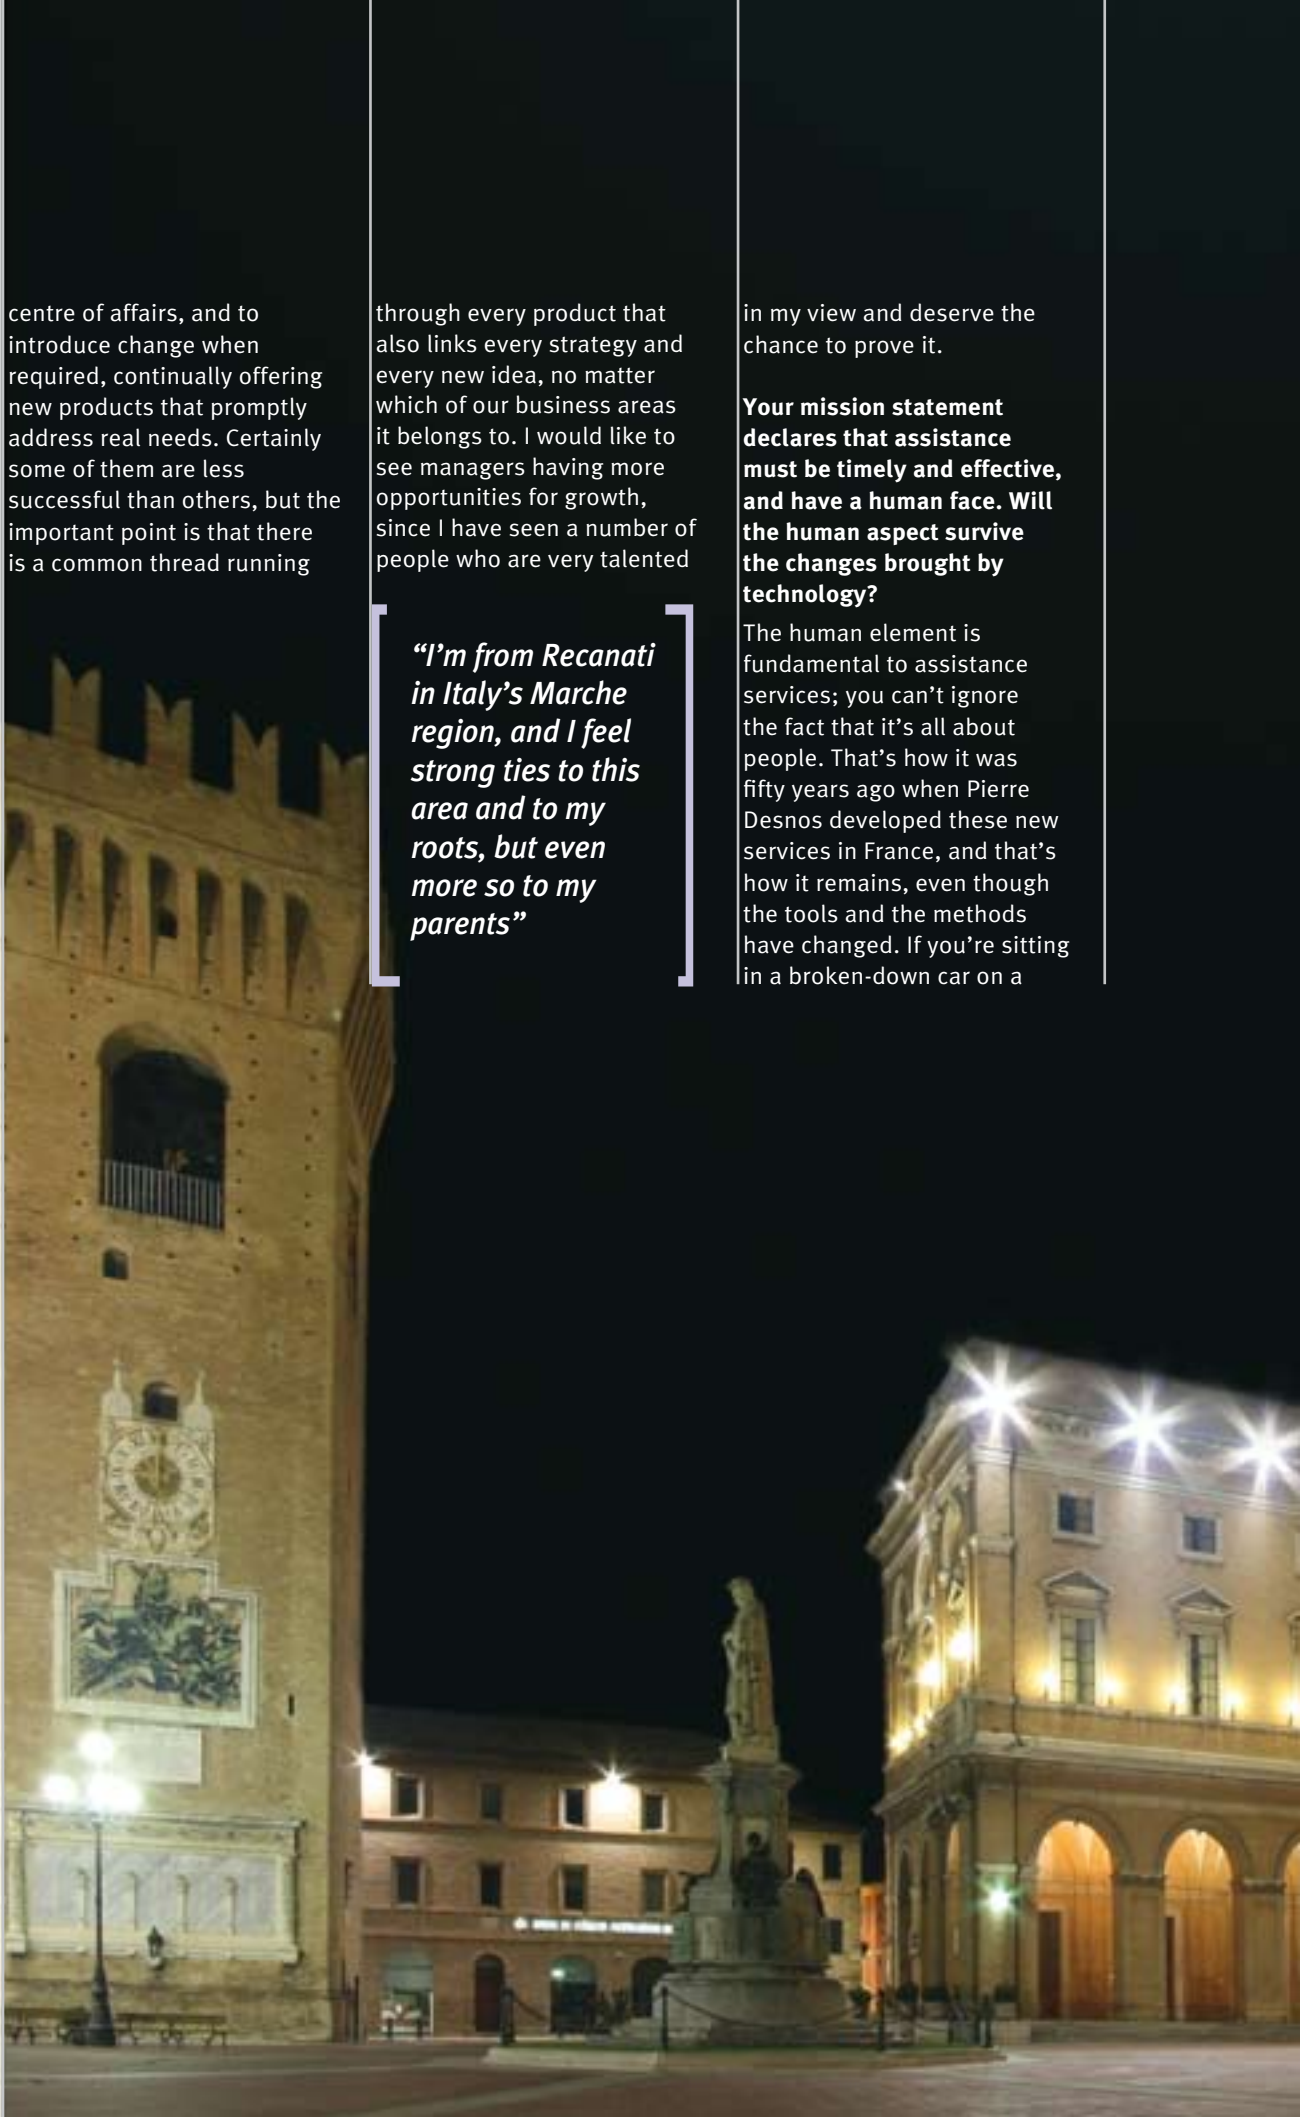 centre of affairs, and to
introduce change when
required, continually offering
new products that promptly
address real needs. Certainly
some of them are less
successful than others, but the
important point is that there
is a common thread running
through every product that
also links every strategy and
every new idea, no matter
which of our business areas
it belongs to. I would like to
see managers having more
opportunities for growth,
since I have seen a number of
people who are very talented
“I’m from Recanati
in Italy’s Marche
region, and I feel
strong ties to this
area and to my
roots, but even
more so to my
parents”
in my view and deserve the
chance to prove it.
Your mission statement
declares that assistance
must be timely and effective,
and have a human face. Will
the human aspect survive
the changes brought by
technology?
The human element is
fundamental to assistance
services; you can’t ignore
the fact that it’s all about
people. That’s how it was
fifty years ago when Pierre
Desnos developed these new
services in France, and that’s
how it remains, even though
the tools and the methods
have changed. If you’re sitting
in a broken-down car on a